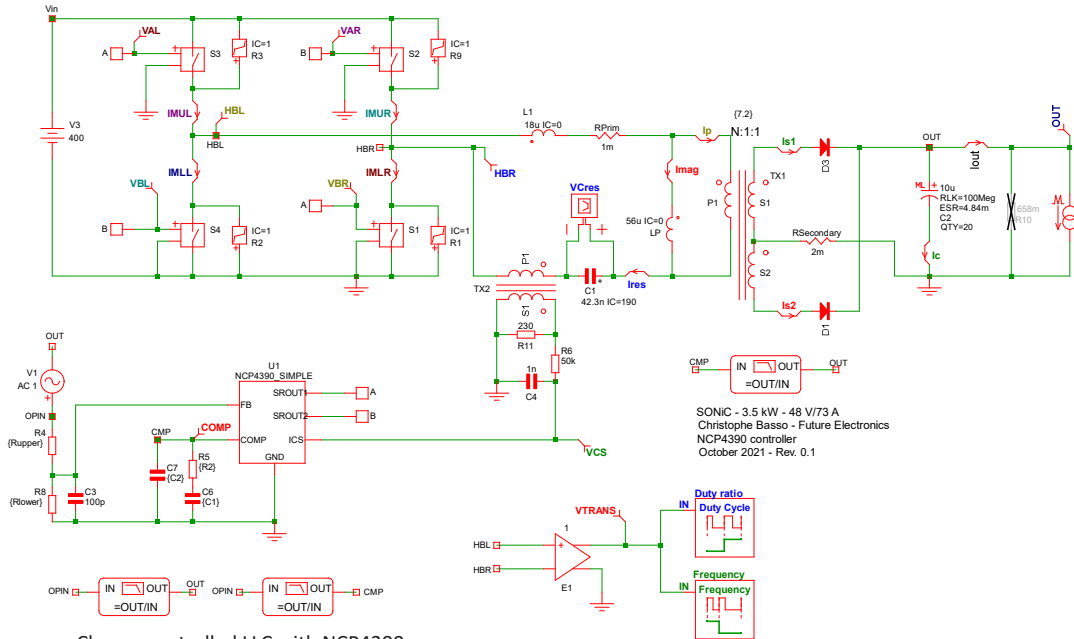 Vin
VAL
A
S3
IC=1
R3
VAR
B
S2
IC=1
R9
V3
400
IMUL
HBL
HBL
IMUR
HBR
HBR
L1
18u IC=0
RPrim
1m
Ip
{7.2}
N:1:1
Is1
D3
OUT
Iout
OUT
IMLL
IMLR
VBL
B
S4
IC=1
R2
VBR
A
S1
IC=1
R1
VCres
Imag
56u IC=0
LP
P1
TX1
S1
S2
RSecondary
2m
ML
10u
RLK=100Meg
ESR=4.84m
C2
QTY=20
Ic
658m
R10
ML
TX2
P1
S1
C1
42.3n IC=190
Ires
Is2
D1
230
R11
R6
50k
1n
C4
OUT
V1
AC 1
OPIN
R4
{Rupper}
R8
{Rlower}
C3
100p
U1
NCP4390_SIMPLE
FB
COMP
GND
SROUT1
SROUT2
ICS
A
B
CMP
COMP
C7
{C2}
R5
{R2}
C6
{C1}
VCS
CMP
IN OUT
=OUT/IN
OUT
SONiC - 3.5 kW - 48 V/73 A
Christophe Basso - Future Electronics
NCP4390 controller
October 2021 - Rev. 0.1
VTRANS
HBL
HBR
1
E1
Duty ratio
IN
Duty Cycle
Frequency
IN
Frequency
OPIN
IN OUT
=OUT/IN
OUT
OPIN
IN OUT
=OUT/IN
CMP